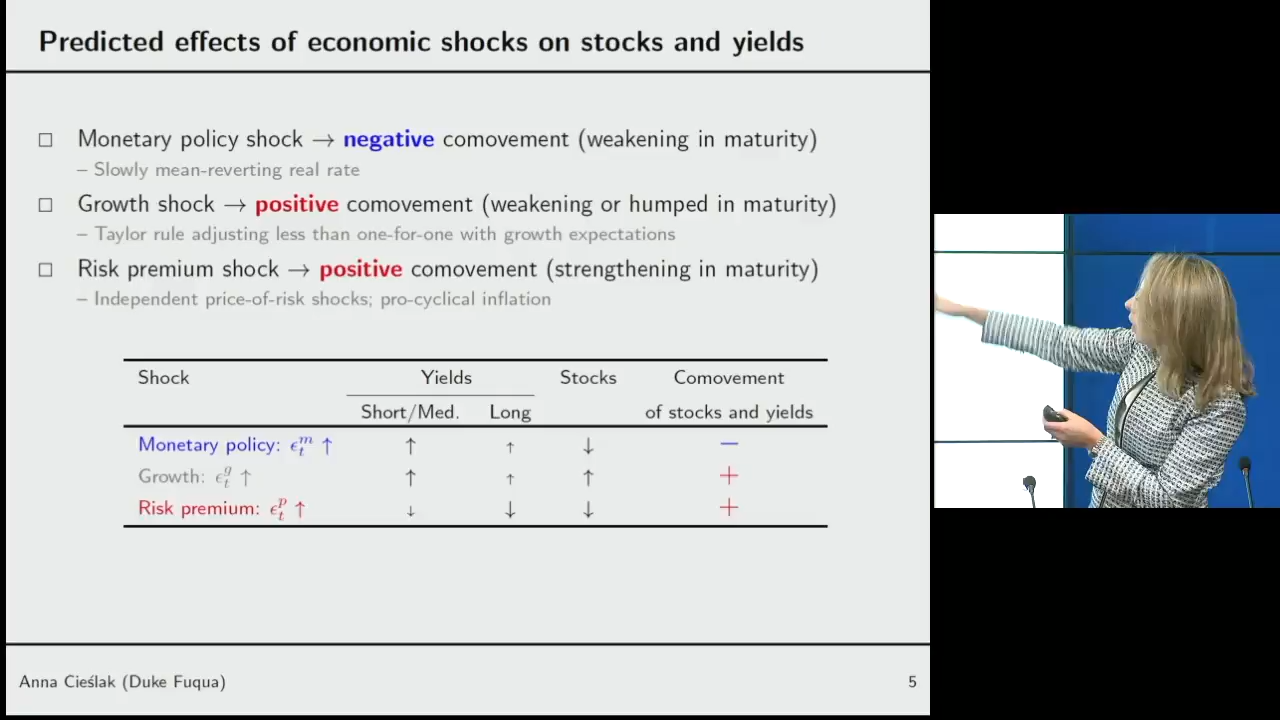 Predicted effects of economic shocks on stocks and yields
□ Monetary policy shock → negative comovement (weakening in maturity)
– Slowly mean-reverting real rate
□ Growth shock → positive comovement (weakening or humped in maturity)
– Taylor rule adjusting less than one-for-one with growth expectations
□ Risk premium shock → positive comovement (strengthening in maturity)
– Independent price-of-risk shocks; pro-cyclical inflation
Shock Yields Stocks Comovement
Short/Med. Long of stocks and yields
Monetary policy: ϵ_t^m ↑ ↑ ↑ ↓ −
Growth: ϵ_t^g ↑ ↑ ↑ ↑ +
Risk premium: ϵ_t^p ↑ ↓ ↓ ↓ +
Anna Cieślak (Duke Fuqua) 5